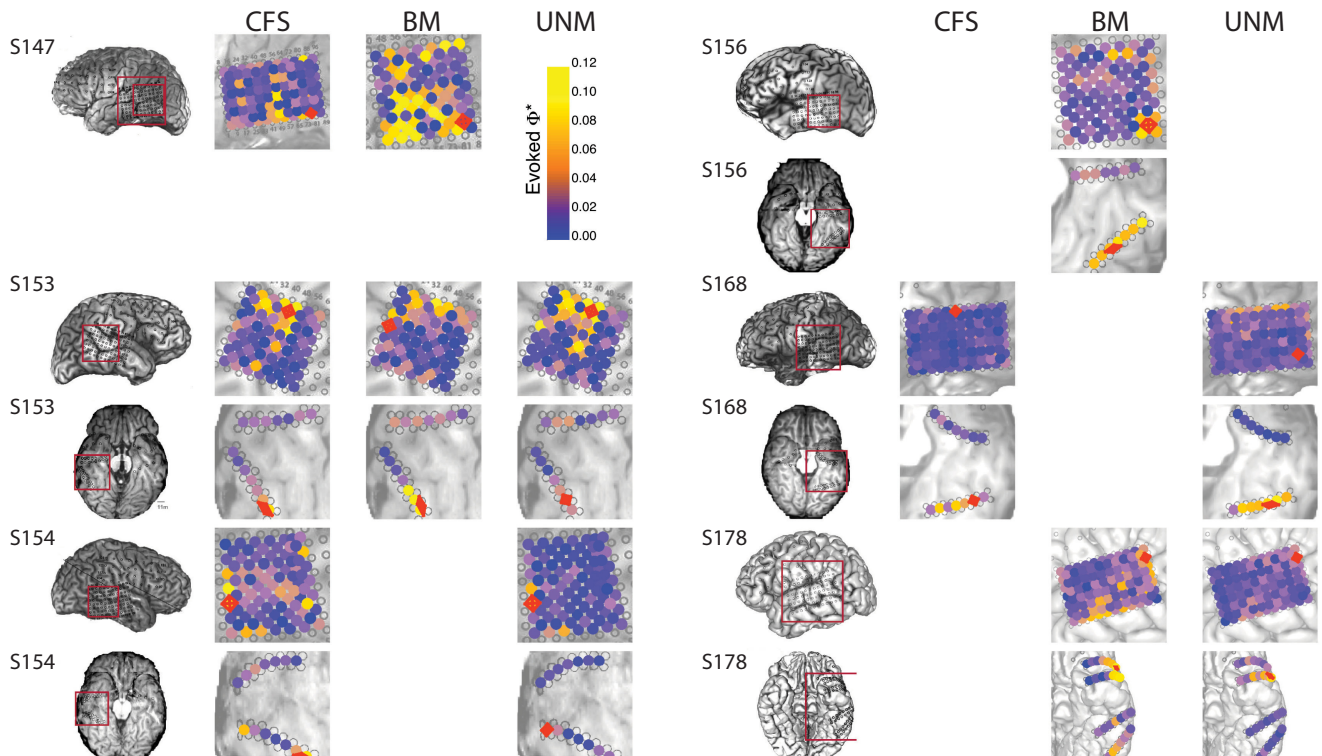 CFS BM UNM CFS BM UNM
S147
S156
0.12
0.10
0.08
0.06
0.04
0.02
0.00
Evoked Φ*
S156
S153
S168
S153
S168
S154
S178
S154
S178